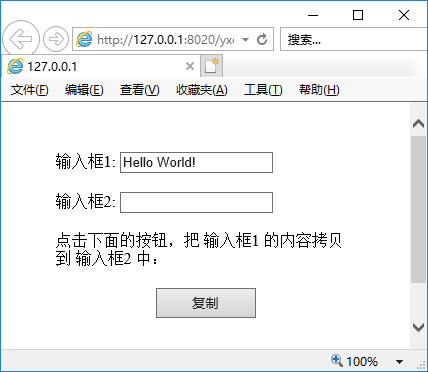 http://127.0.0.1:8020/yx
搜索...
127.0.0.1
文件(F) 编辑(E) 查看(V) 收藏夹(A) 工具(T) 帮助(H)
输入框1: Hello World!
输入框2:
点击下面的按钮，把 输入框1 的内容拷贝
到 输入框2 中：
复制
100%